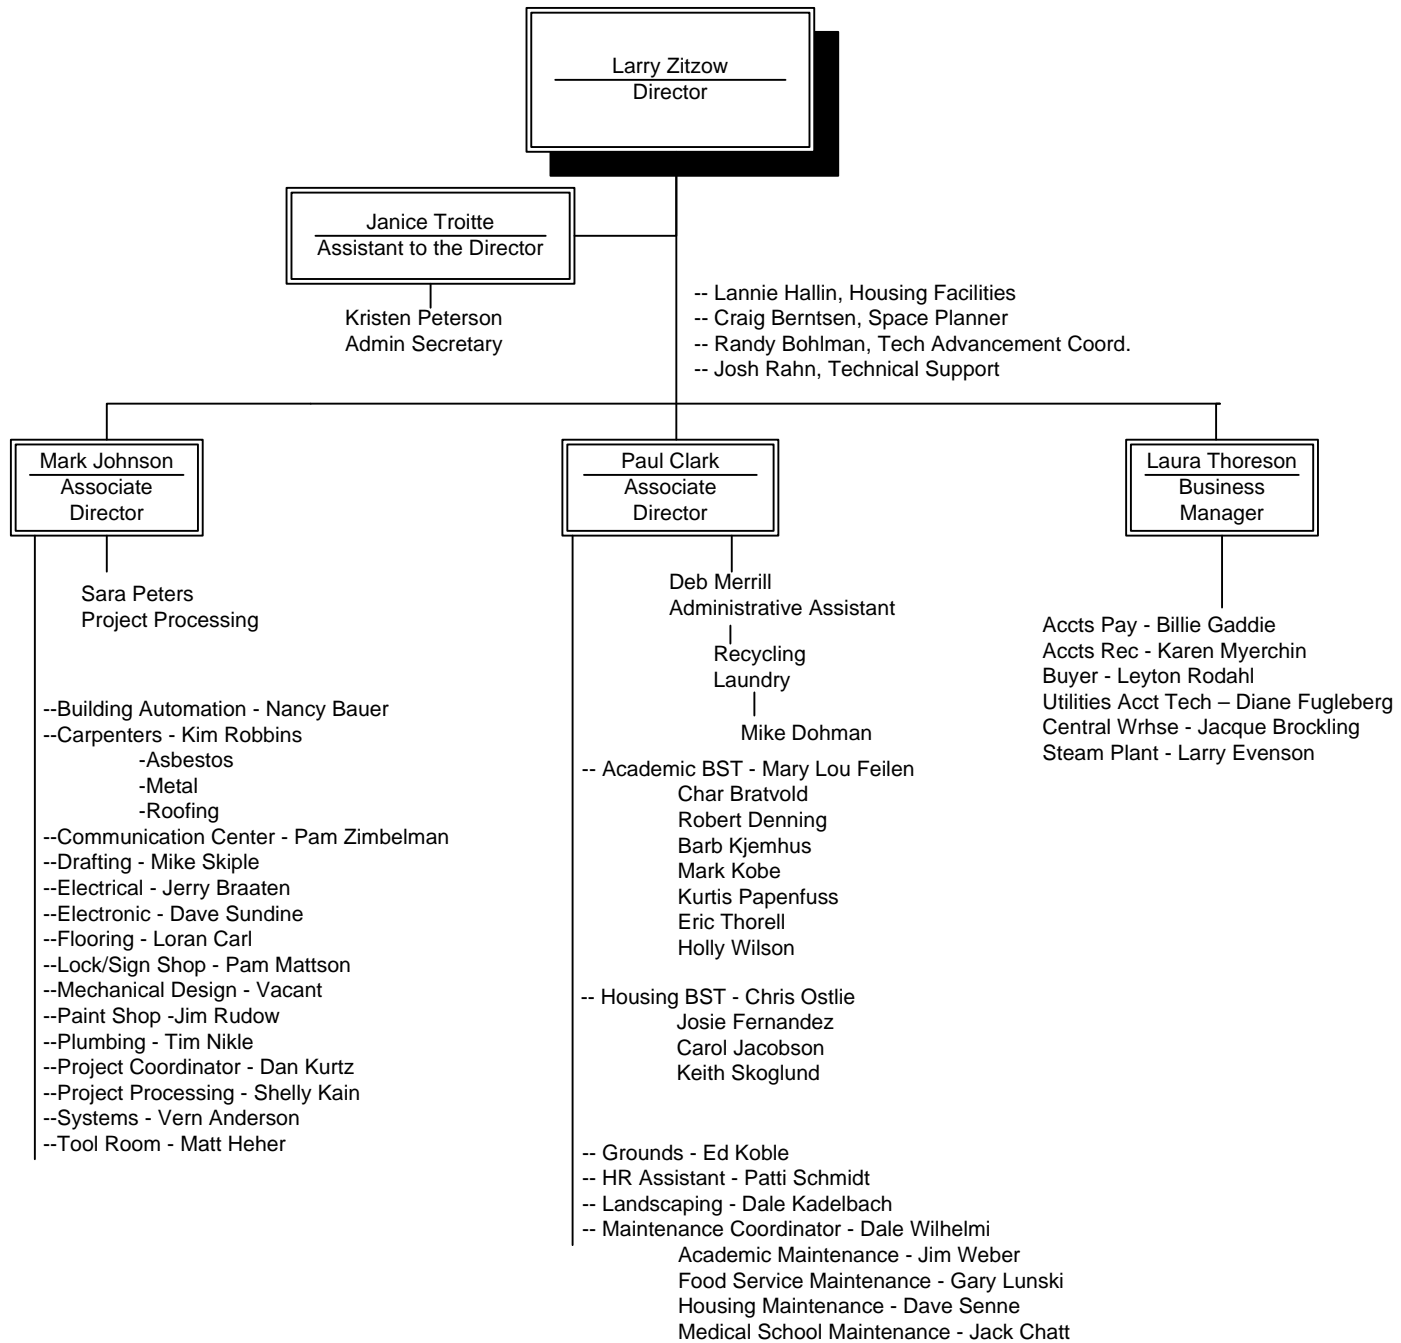 Larry Zitzow
Director
Janice Troitte
Assistant to the Director
Kristen Peterson
Admin Secretary
-- Lannie Hallin, Housing Facilities
-- Craig Berntsen, Space Planner
-- Randy Bohlman, Tech Advancement Coord.
-- Josh Rahn, Technical Support
Mark Johnson
Associate
Director
Sara Peters
Project Processing
--Building Automation - Nancy Bauer
--Carpenters - Kim Robbins
-Asbestos
-Metal
-Roofing
--Communication Center - Pam Zimbelman
--Drafting - Mike Skiple
--Electrical - Jerry Braaten
--Electronic - Dave Sundine
--Flooring - Loran Carl
--Lock/Sign Shop - Pam Mattson
--Mechanical Design - Vacant
--Paint Shop -Jim Rudow
--Plumbing - Tim Nikle
--Project Coordinator - Dan Kurtz
--Project Processing - Shelly Kain
--Systems - Vern Anderson
--Tool Room - Matt Heher
Paul Clark
Associate
Director
Deb Merrill
Administrative Assistant
Recycling
Laundry
Mike Dohman
-- Academic BST - Mary Lou Feilen
Char Bratvold
Robert Denning
Barb Kjemhus
Mark Kobe
Kurtis Papenfuss
Eric Thorell
Holly Wilson
-- Housing BST - Chris Ostlie
Josie Fernandez
Carol Jacobson
Keith Skoglund
-- Grounds - Ed Koble
-- HR Assistant - Patti Schmidt
-- Landscaping - Dale Kadelbach
-- Maintenance Coordinator - Dale Wilhelmi
Academic Maintenance - Jim Weber
Food Service Maintenance - Gary Lunski
Housing Maintenance - Dave Senne
Medical School Maintenance - Jack Chatt
Laura Thoreson
Business
Manager
Accts Pay - Billie Gaddie
Accts Rec - Karen Myerchin
Buyer - Leyton Rodahl
Utilities Acct Tech – Diane Fugleberg
Central Wrhse - Jacque Brockling
Steam Plant - Larry Evenson